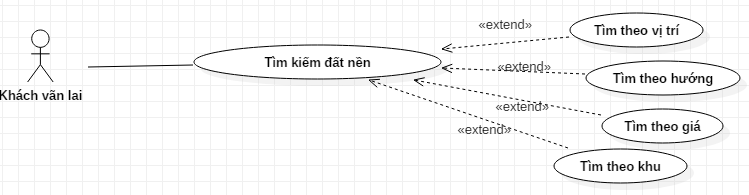 «extend»
Tìm theo vị trí
Tìm kiếm đất nền
«extend»
Tìm theo hướng
Khách vãn lai
«extend»
Tìm theo giá
«extend»
Tìm theo khu